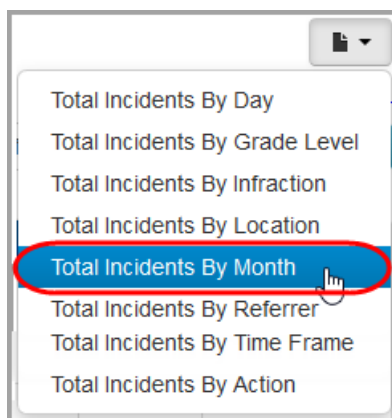 Total Incidents By Day
Total Incidents By Grade Level
Total Incidents By Infraction
Total Incidents By Location
Total Incidents By Month
Total Incidents By Referrer
Total Incidents By Time Frame
Total Incidents By Action